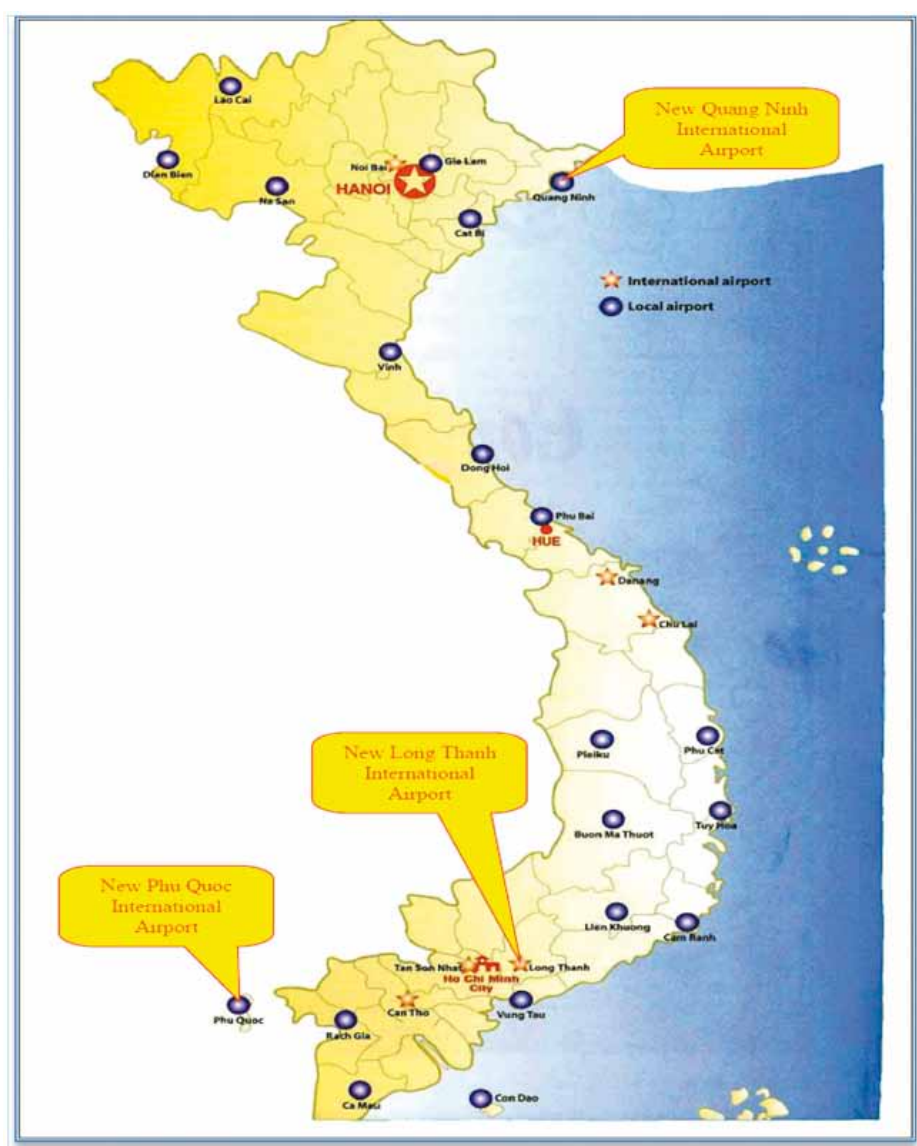 Lao Cai
New Quang Ninh
International
Airport
Dien Bien
Noi Bai
Gia Lam
HANOI
Na San
Quang Ninh
Cat Bi
International airport
Local airport
Vinh
Dong Hoi
Phu Bai
HUE
Danang
Chu Lai
New Long Thanh
International
Airport
Pleiku
Phu Cat
Buon Ma Thuot
Tuy Hoa
New Phu Quoc
International
Airport
Lien Khuong
Cam Ranh
Tan Son Nhat
Long Thanh
Ho Chi Minh
City
Phu Quoc
Can Tho
Vung Tau
Rach Gia
Ca Mau
Con Dao